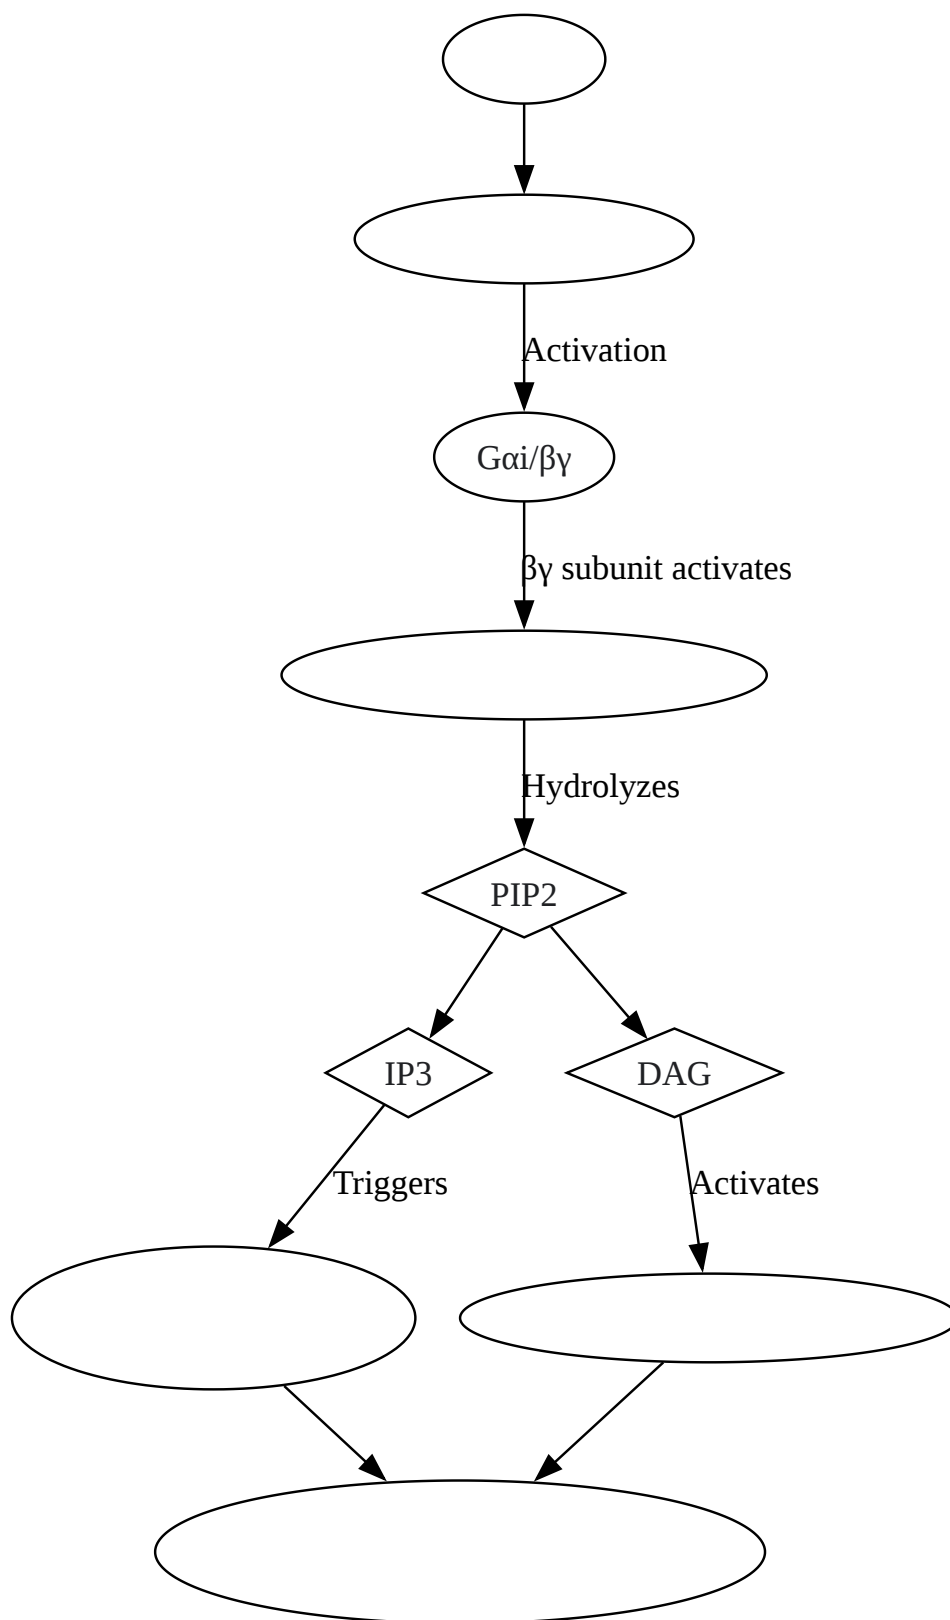 Activation
Gαi/βγ
βγ subunit activates
Hydrolyzes
PIP2
IP3
DAG
Triggers
Activates